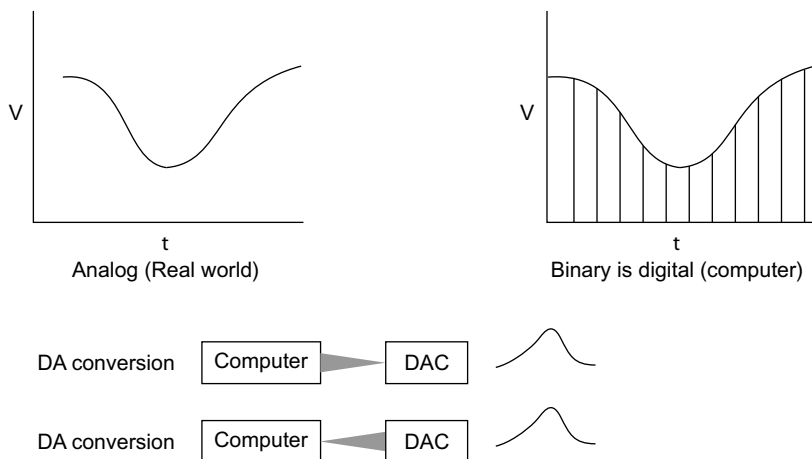 V
t
Analog (Real world)
V
t
Binary is digital (computer)
DA conversion Computer DAC
DA conversion Computer DAC